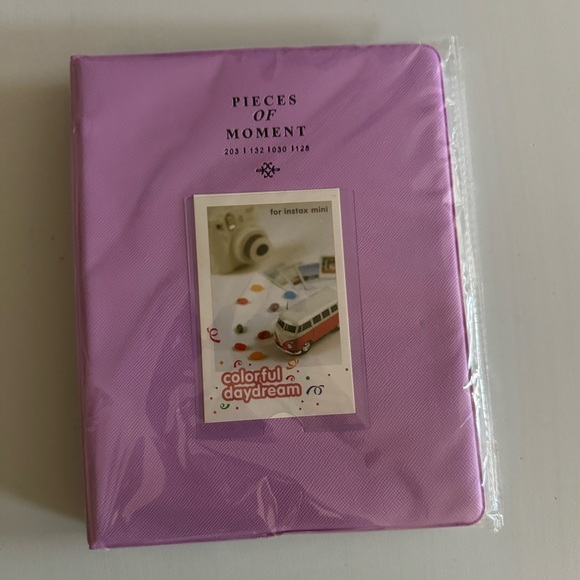 PIECES
OF
MOMENT
203 | 132 | 030 | 128
for instax mini
colorful
daydream